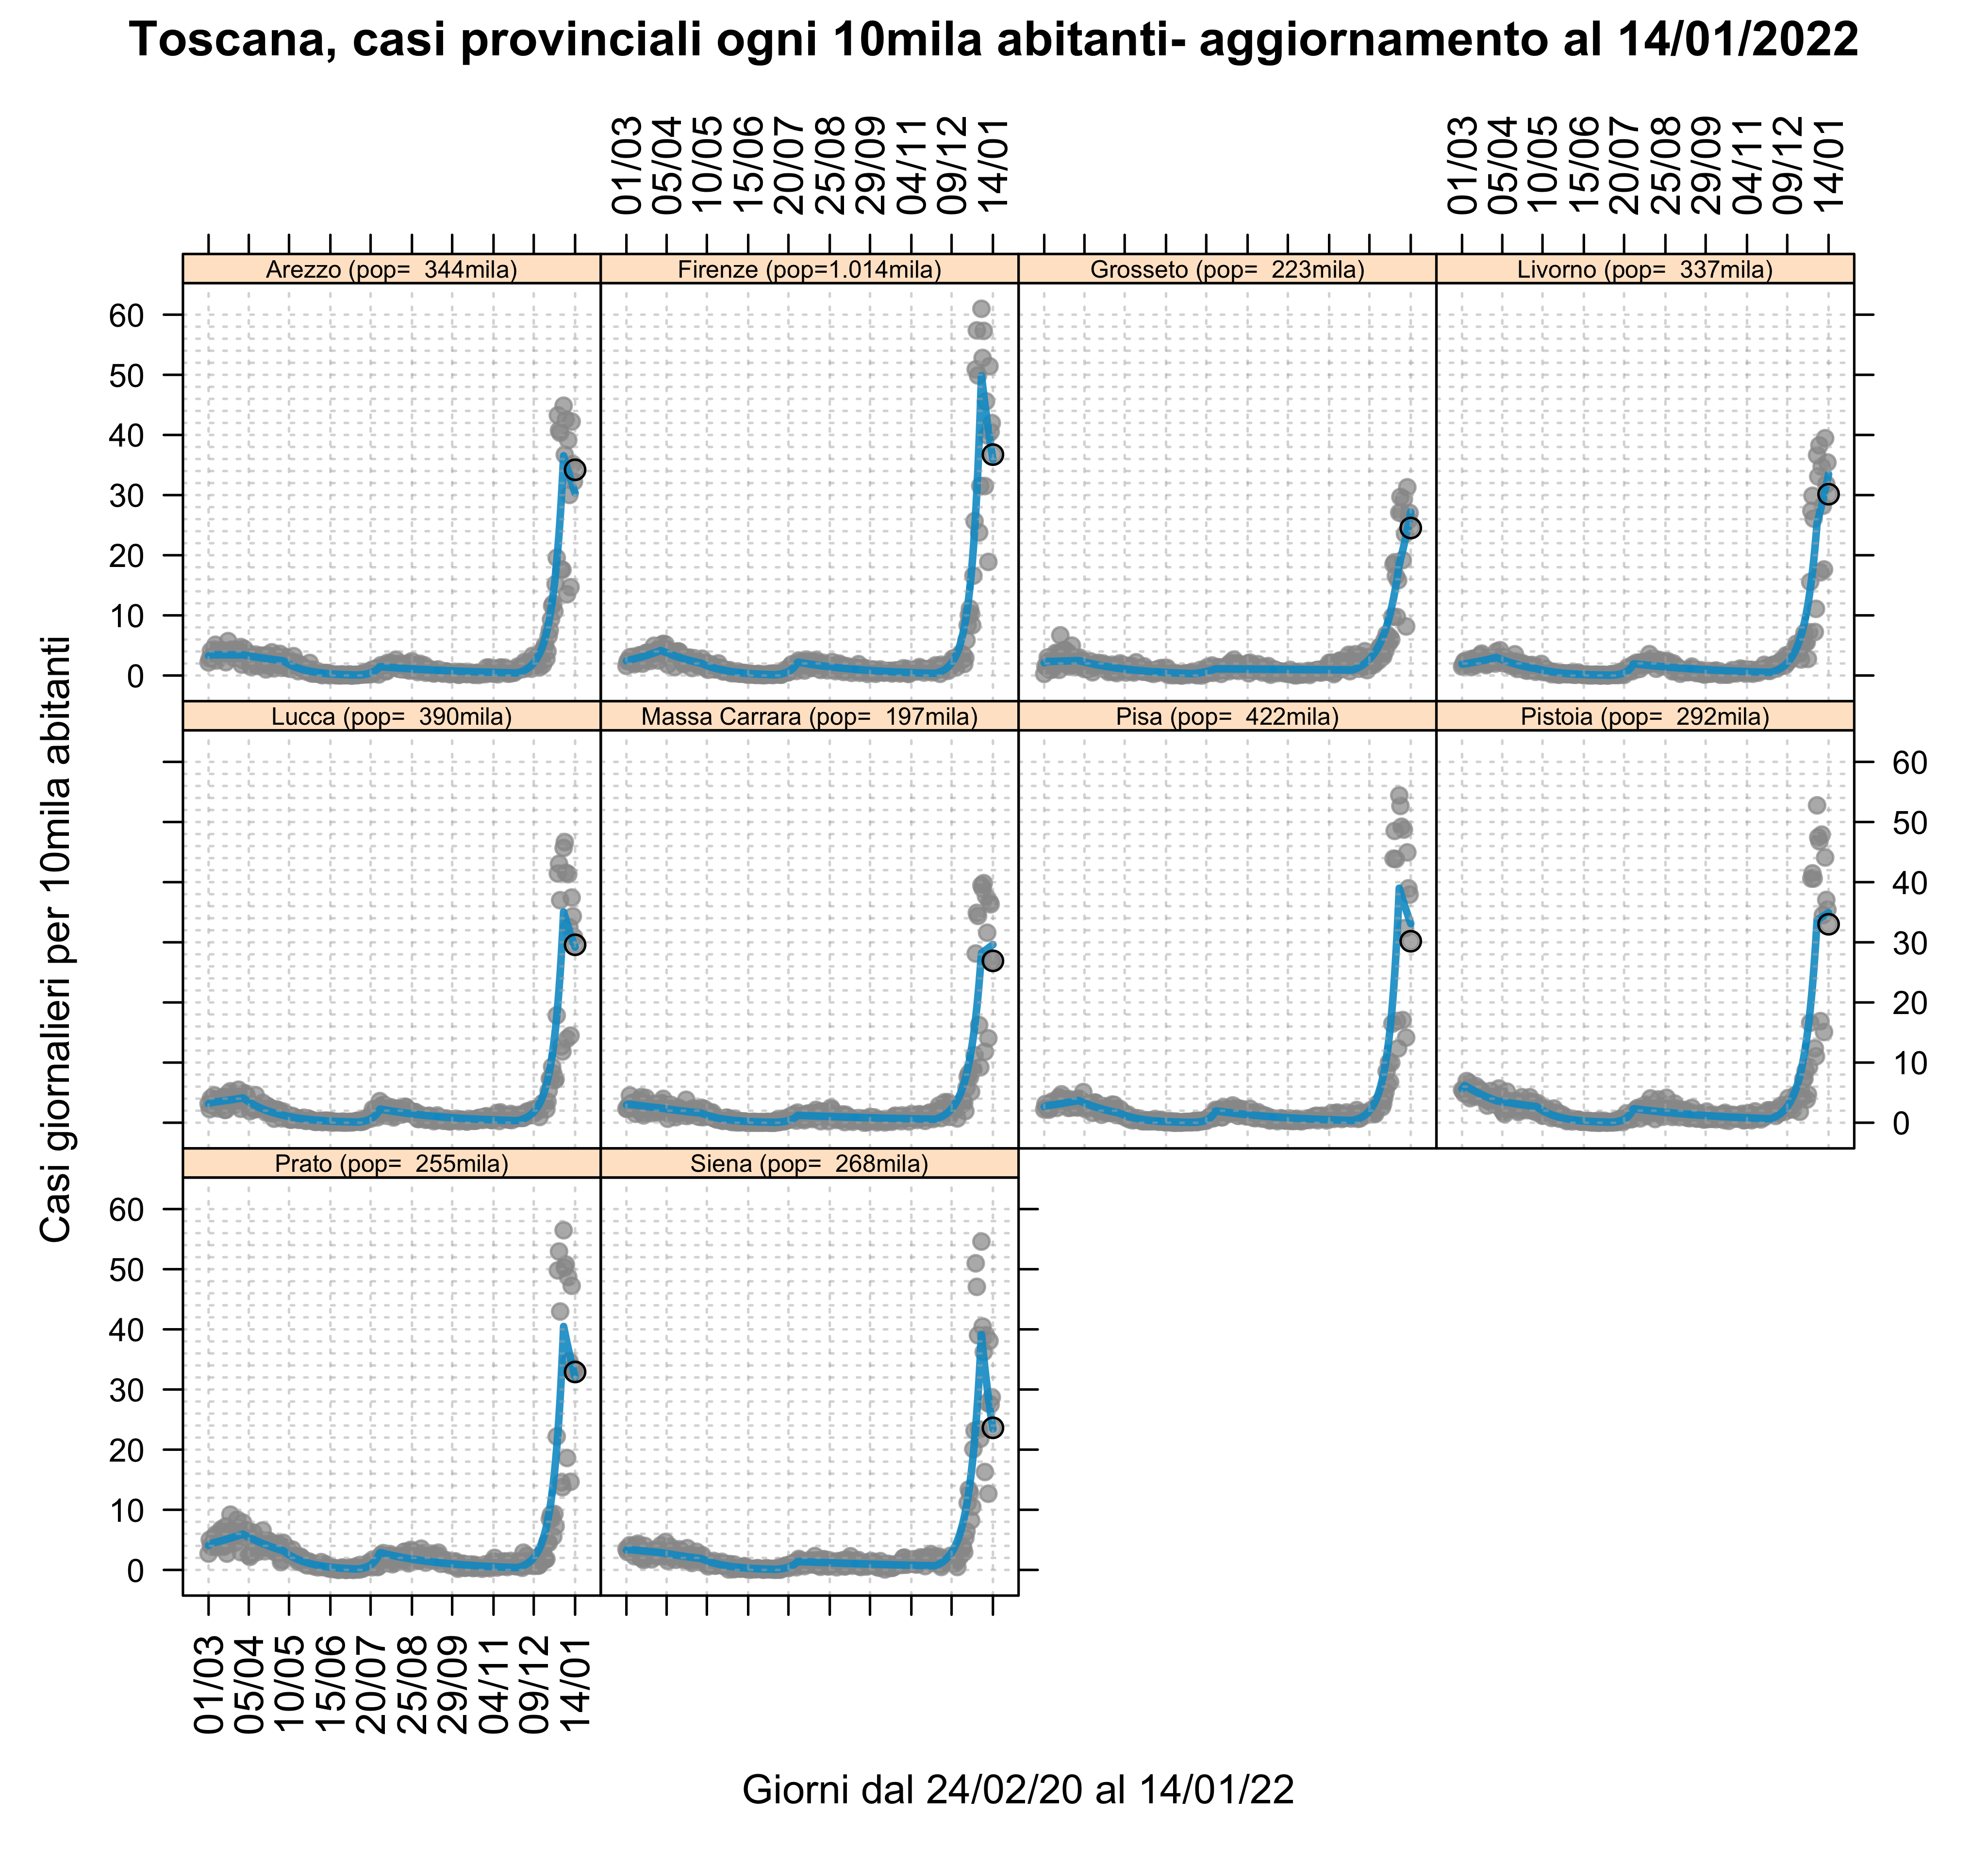 Toscana, casi provinciali ogni 10mila abitanti- aggiornamento al 14/01/2022
01/03 05/04 10/05 15/06 20/07 25/08 29/09 04/11 09/12 14/01
01/03 05/04 10/05 15/06 20/07 25/08 29/09 04/11 09/12 14/01
Arezzo (pop= 344mila)
Firenze (pop=1.014mila)
Grosseto (pop= 223mila)
Livorno (pop= 337mila)
60
50
40
30
20
10
0
Lucca (pop= 390mila)
Massa Carrara (pop= 197mila)
Pisa (pop= 422mila)
Pistoia (pop= 292mila)
60
50
40
30
20
10
0
Prato (pop= 255mila)
Siena (pop= 268mila)
60
50
40
30
20
10
0
Casi giornalieri per 10mila abitanti
01/03 05/04 10/05 15/06 20/07 25/08 29/09 04/11 09/12 14/01
Giorni dal 24/02/20 al 14/01/22